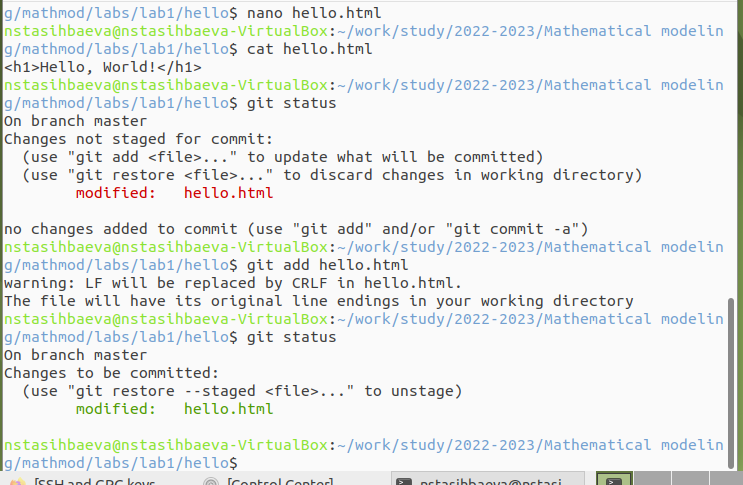 g/mathmod/labs/lab1/hello$ nano hello.html
nstasihbaeva@nstasihbaeva-VirtualBox:~/work/study/2022-2023/Mathematical modelin
g/mathmod/labs/lab1/hello$ cat hello.html
<h1>Hello, World!</h1>
nstasihbaeva@nstasihbaeva-VirtualBox:~/work/study/2022-2023/Mathematical modelin
g/mathmod/labs/lab1/hello$ git status
On branch master
Changes not staged for commit:
  (use "git add <file>..." to update what will be committed)
  (use "git restore <file>..." to discard changes in working directory)
        modified:   hello.html

no changes added to commit (use "git add" and/or "git commit -a")
nstasihbaeva@nstasihbaeva-VirtualBox:~/work/study/2022-2023/Mathematical modelin
g/mathmod/labs/lab1/hello$ git add hello.html
warning: LF will be replaced by CRLF in hello.html.
The file will have its original line endings in your working directory
nstasihbaeva@nstasihbaeva-VirtualBox:~/work/study/2022-2023/Mathematical modelin
g/mathmod/labs/lab1/hello$ git status
On branch master
Changes to be committed:
  (use "git restore --staged <file>..." to unstage)
        modified:   hello.html

nstasihbaeva@nstasihbaeva-VirtualBox:~/work/study/2022-2023/Mathematical modelin
g/mathmod/labs/lab1/hello$
[SSH and GPG keys [Control Center] nstasihbaeva@nstasi